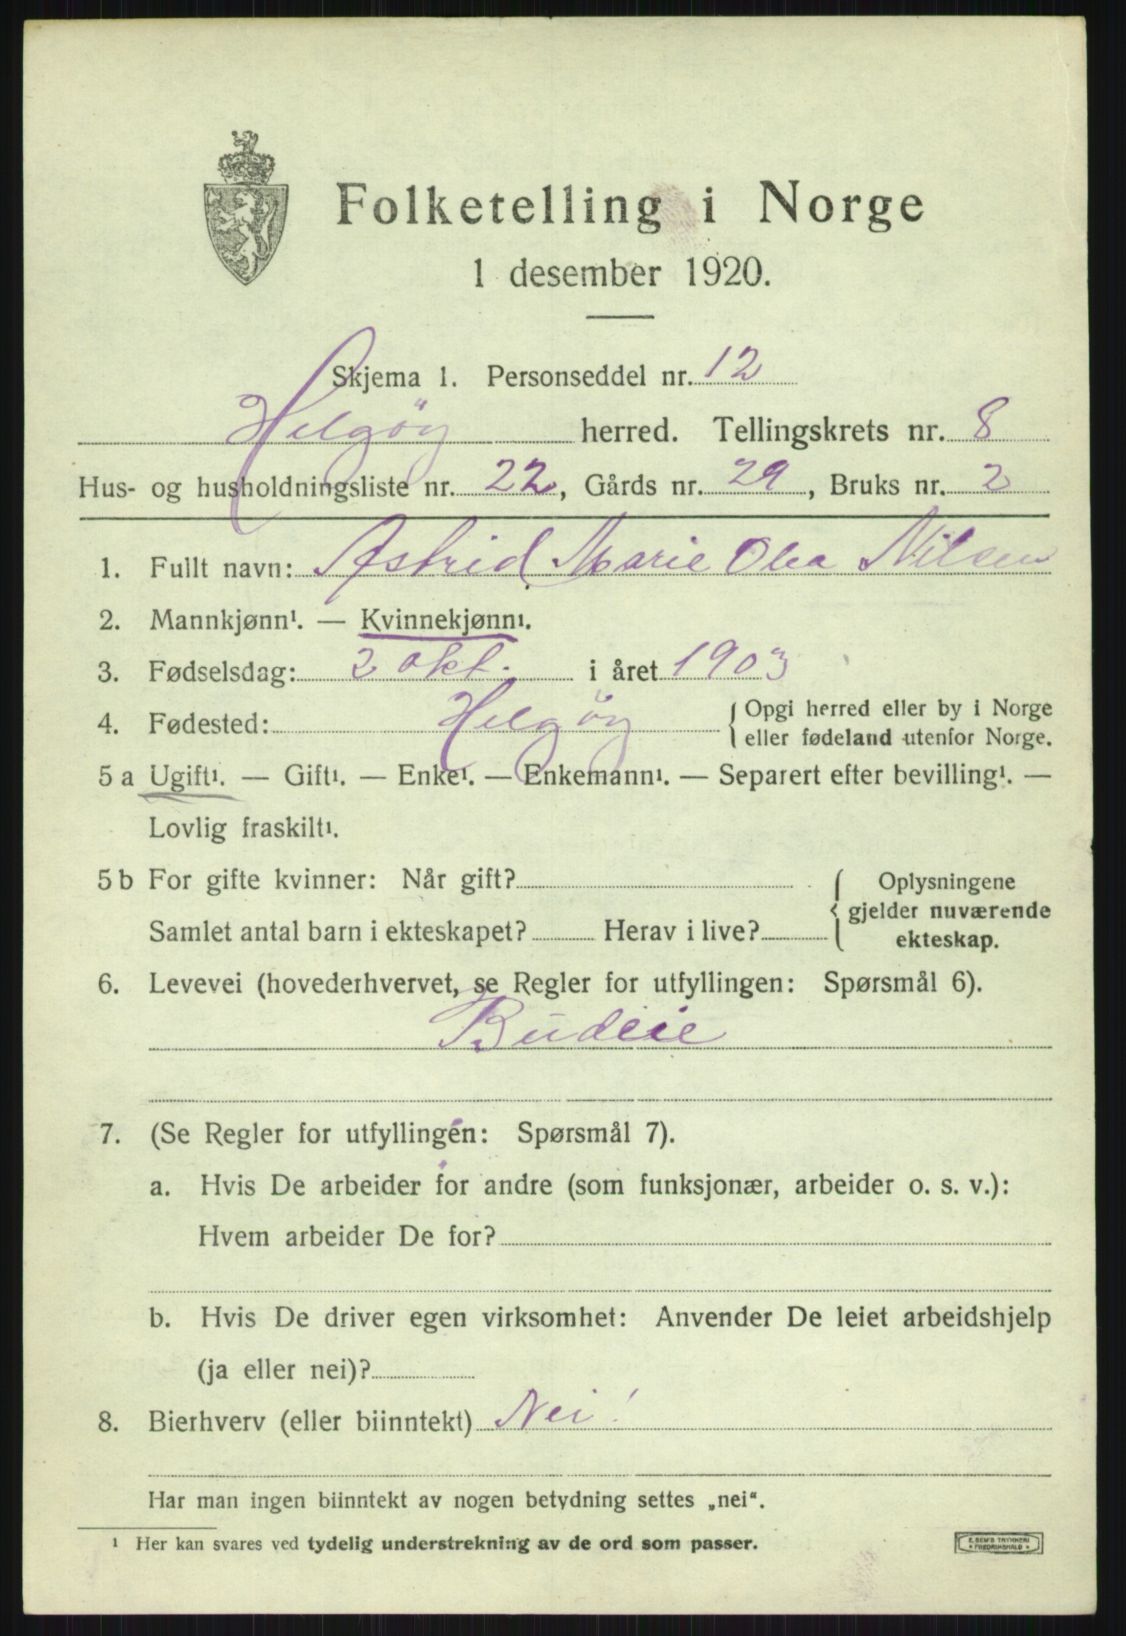 Folketelling i Norge
1 desember 1920.
Skjema 1. Personseddel nr. 12
Helgøy herred. Tellingskrets nr. 8
Hus- og husholdningsliste nr. 22, Gårds nr. 29, Bruks nr. 2
1. Fullt navn: Astrid Marie Olea Nilsen
2. Mannkjønn¹. — Kvinnekjønn¹.
3. Fødselsdag: 2 okt. i året 1903
4. Fødested: Helgøy { Opgi herred eller by i Norge
eller fødeland utenfor Norge.
5 a Ugift¹. — Gift¹. — Enke¹. — Enkemann¹. — Separert efter bevilling¹. —
Lovlig fraskilt¹.
5 b For gifte kvinner: Når gift? { Oplysningene
gjelder nuværende
Samlet antal barn i ekteskapet? Herav i live? ekteskap.
6. Levevei (hovederhvervet, se Regler for utfyllingen: Spørsmål 6).
Budeie
7. (Se Regler for utfyllingen: Spørsmål 7).
a. Hvis De arbeider for andre (som funksjonær, arbeider o. s. v.):
Hvem arbeider De for?
b. Hvis De driver egen virksomhet: Anvender De leiet arbeidshjelp
(ja eller nei)?
8. Bierhverv (eller biinntekt) Nei!
Har man ingen biinntekt av nogen betydning settes „nei“.
¹ Her kan svares ved tydelig understrekning av de ord som passer.
E. SEM'S TRYKKERI
FREDRIKSHALD